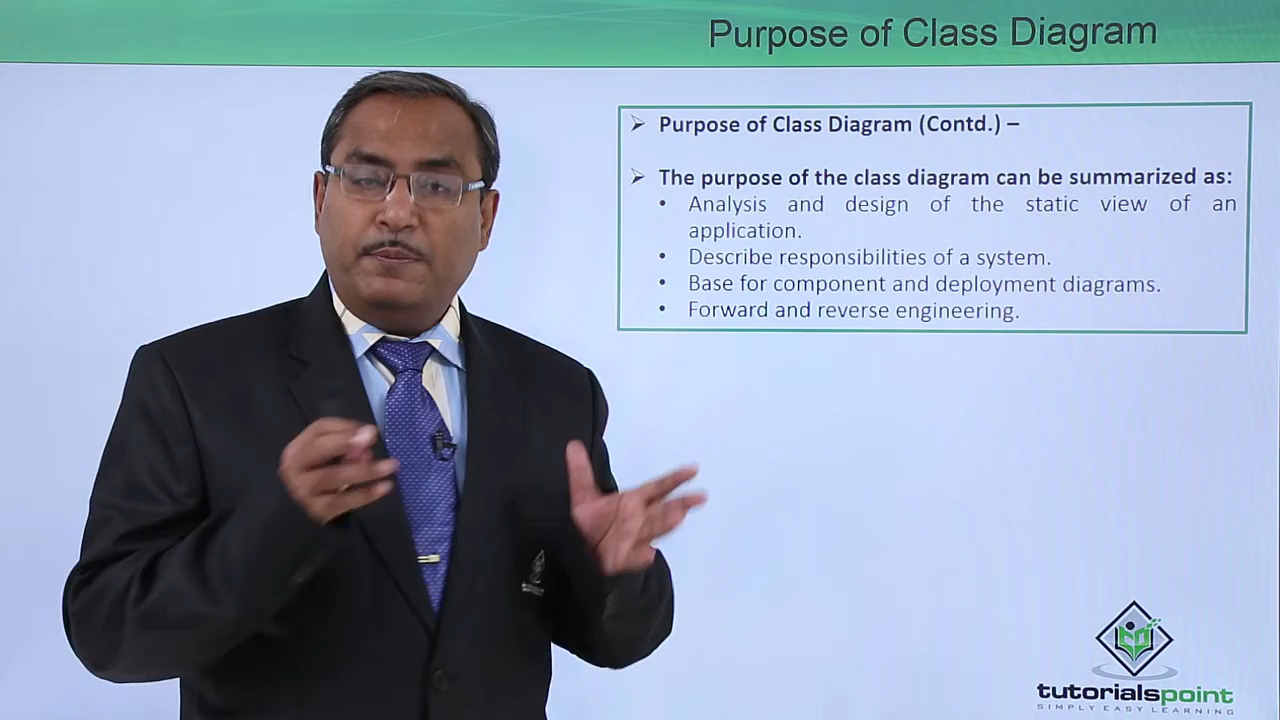 Purpose of Class Diagram
➢ Purpose of Class Diagram (Contd.) –
➢ The purpose of the class diagram can be summarized as:
• Analysis and design of the static view of an
application.
• Describe responsibilities of a system.
• Base for component and deployment diagrams.
• Forward and reverse engineering.
tutorialspoint
SIMPLY EASY LEARNING